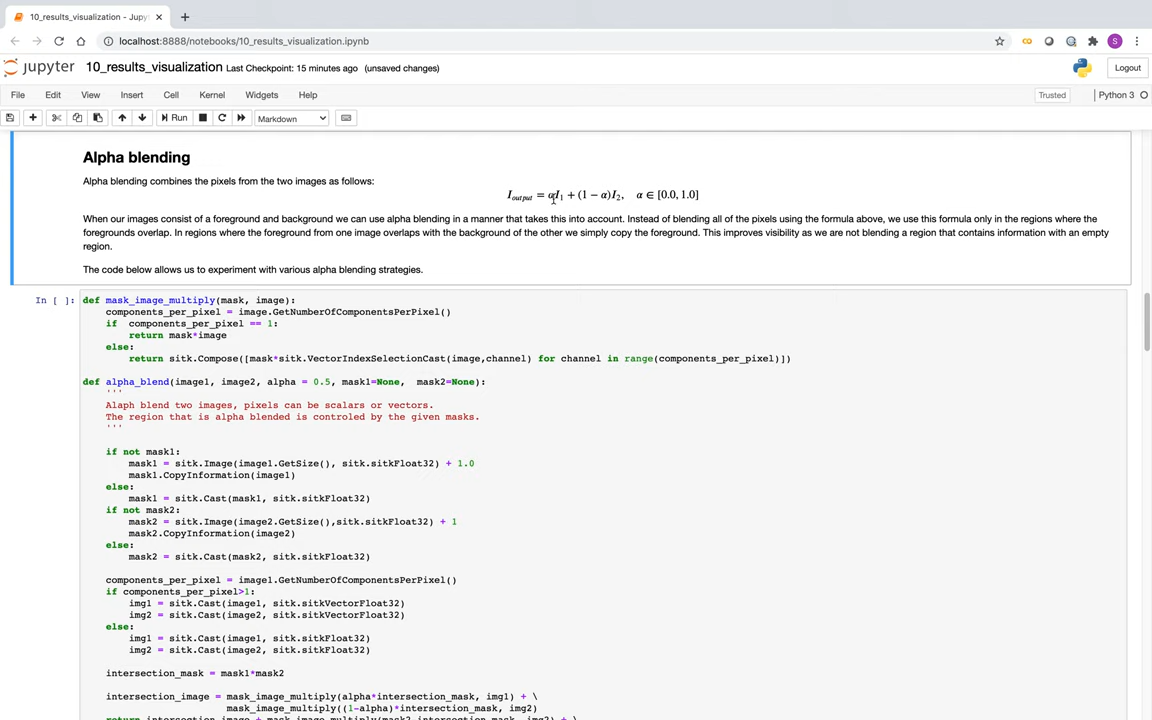 10_results_visualization - Jupy
localhost:8888/notebooks/10_results_visualization.ipynb
S
jupyter 10_results_visualization Last Checkpoint: 15 minutes ago (unsaved changes)
Logout
File Edit View Insert Cell Kernel Widgets Help
Trusted Python 3
Run Markdown
Alpha blending
Alpha blending combines the pixels from the two images as follows:
I_output = αI₁ + (1 − α)I₂, α ∈ [0.0, 1.0]
When our images consist of a foreground and background we can use alpha blending in a manner that takes this into account. Instead of blending all of the pixels using the formula above, we use this formula only in the regions where the
foregrounds overlap. In regions where the foreground from one image overlaps with the background of the other we simply copy the foreground. This improves visibility as we are not blending a region that contains information with an empty
region.
The code below allows us to experiment with various alpha blending strategies.
In [ ]: def mask_image_multiply(mask, image):
components_per_pixel = image.GetNumberOfComponentsPerPixel()
if components_per_pixel == 1:
return mask*image
else:
return sitk.Compose([mask*sitk.VectorIndexSelectionCast(image,channel) for channel in range(components_per_pixel)])
def alpha_blend(image1, image2, alpha = 0.5, mask1=None, mask2=None):
'''
Alaph blend two images, pixels can be scalars or vectors.
The region that is alpha blended is controled by the given masks.
'''
if not mask1:
mask1 = sitk.Image(image1.GetSize(), sitk.sitkFloat32) + 1.0
mask1.CopyInformation(image1)
else:
mask1 = sitk.Cast(mask1, sitk.sitkFloat32)
if not mask2:
mask2 = sitk.Image(image2.GetSize(),sitk.sitkFloat32) + 1
mask2.CopyInformation(image2)
else:
mask2 = sitk.Cast(mask2, sitk.sitkFloat32)
components_per_pixel = image1.GetNumberOfComponentsPerPixel()
if components_per_pixel>1:
img1 = sitk.Cast(image1, sitk.sitkVectorFloat32)
img2 = sitk.Cast(image2, sitk.sitkVectorFloat32)
else:
img1 = sitk.Cast(image1, sitk.sitkFloat32)
img2 = sitk.Cast(image2, sitk.sitkFloat32)
intersection_mask = mask1*mask2
intersection_image = mask_image_multiply(alpha*intersection_mask, img1) + \
mask_image_multiply((1-alpha)*intersection_mask, img2)
return intersection_image + mask_image_multiply(mask2-intersection_mask, img2) + \